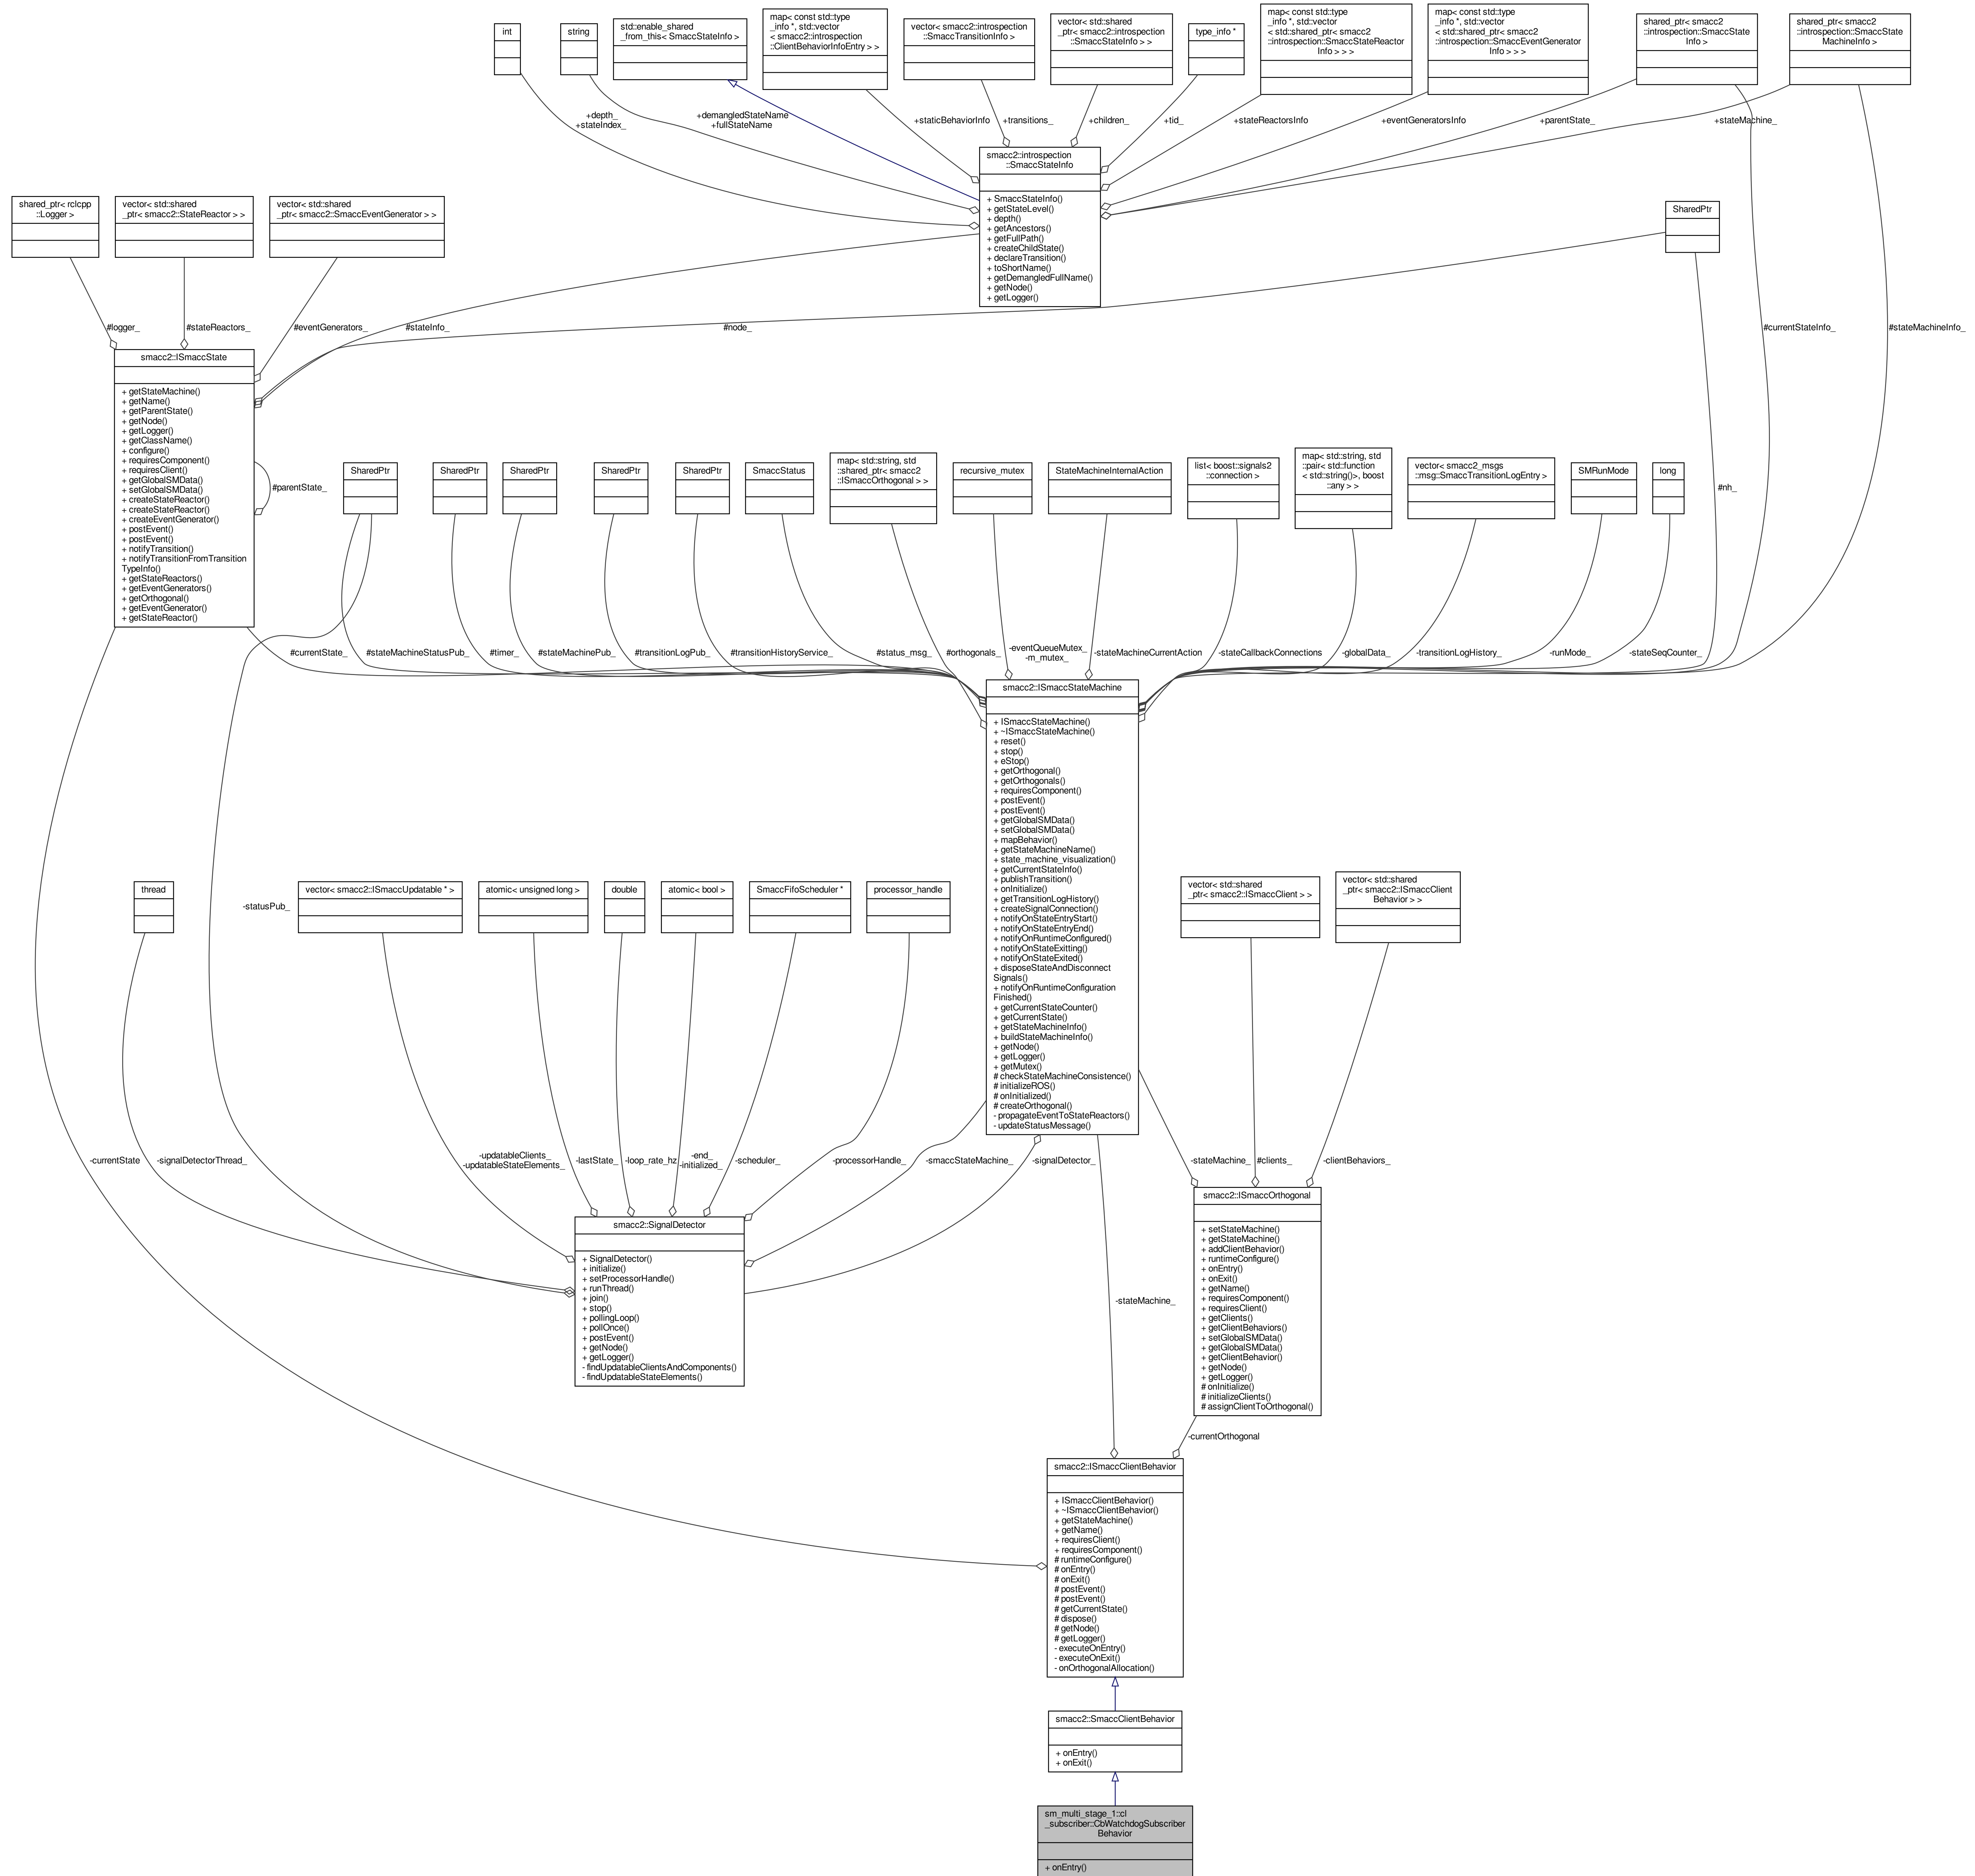 int
string
std::enable_shared
_from_this< SmaccStateInfo >
map< const std::type
_info *, std::vector
< smacc2::introspection
::ClientBehaviorInfoEntry > >
vector< smacc2::introspection
::SmaccTransitionInfo >
vector< std::shared
_ptr< smacc2::introspection
::SmaccStateInfo > >
type_info *
map< const std::type
_info *, std::vector
< std::shared_ptr< smacc2
::introspection::SmaccStateReactor
Info > > >
map< const std::type
_info *, std::vector
< std::shared_ptr< smacc2
::introspection::SmaccEventGenerator
Info > > >
shared_ptr< smacc2
::introspection::SmaccState
Info >
shared_ptr< smacc2
::introspection::SmaccState
MachineInfo >
+depth_
+stateIndex_
+demangledStateName
+fullStateName
+staticBehaviorInfo
+transitions_
+children_
+tid_
+stateReactorsInfo
+eventGeneratorsInfo
+parentState_
+stateMachine_
smacc2::introspection
::SmaccStateInfo
+ SmaccStateInfo()
+ getStateLevel()
+ depth()
+ getAncestors()
+ getFullPath()
+ createChildState()
+ declareTransition()
+ toShortName()
+ getDemangledFullName()
+ getNode()
+ getLogger()
shared_ptr< rclcpp
::Logger >
vector< std::shared
_ptr< smacc2::StateReactor > >
vector< std::shared
_ptr< smacc2::SmaccEventGenerator > >
SharedPtr
#logger_
#stateReactors_
#eventGenerators_
#stateInfo_
#node_
#currentStateInfo_
#stateMachineInfo_
smacc2::ISmaccState
+ getStateMachine()
+ getName()
+ getParentState()
+ getNode()
+ getLogger()
+ getClassName()
+ configure()
+ requiresComponent()
+ requiresClient()
+ getGlobalSMData()
+ setGlobalSMData()
+ createStateReactor()
+ createStateReactor()
+ createEventGenerator()
+ postEvent()
+ postEvent()
+ notifyTransition()
+ notifyTransitionFromTransition
TypeInfo()
+ getStateReactors()
+ getEventGenerators()
+ getOrthogonal()
+ getEventGenerator()
+ getStateReactor()
#parentState_
SharedPtr
SharedPtr
SharedPtr
SharedPtr
SharedPtr
SmaccStatus
map< std::string, std
::shared_ptr< smacc2
::ISmaccOrthogonal > >
recursive_mutex
StateMachineInternalAction
list< boost::signals2
::connection >
map< std::string, std
::pair< std::function
< std::string()>, boost
::any > >
vector< smacc2_msgs
::msg::SmaccTransitionLogEntry >
SMRunMode
long
#nh_
#currentState_
#stateMachineStatusPub_
#timer_
#stateMachinePub_
#transitionLogPub_
#transitionHistoryService_
#status_msg_
#orthogonals_
-eventQueueMutex_
-m_mutex_
-stateMachineCurrentAction
-stateCallbackConnections
-globalData_
-transitionLogHistory_
-runMode_
-stateSeqCounter_
smacc2::ISmaccStateMachine
+ ISmaccStateMachine()
+ ~ISmaccStateMachine()
+ reset()
+ stop()
+ eStop()
+ getOrthogonal()
+ getOrthogonals()
+ requiresComponent()
+ postEvent()
+ postEvent()
+ getGlobalSMData()
+ setGlobalSMData()
+ mapBehavior()
+ getStateMachineName()
+ state_machine_visualization()
+ getCurrentStateInfo()
+ publishTransition()
+ onInitialize()
+ getTransitionLogHistory()
+ createSignalConnection()
+ notifyOnStateEntryStart()
+ notifyOnStateEntryEnd()
+ notifyOnRuntimeConfigured()
+ notifyOnStateExitting()
+ notifyOnStateExited()
+ disposeStateAndDisconnect
Signals()
+ notifyOnRuntimeConfiguration
Finished()
+ getCurrentStateCounter()
+ getCurrentState()
+ getStateMachineInfo()
+ buildStateMachineInfo()
+ getNode()
+ getLogger()
+ getMutex()
# checkStateMachineConsistence()
# initializeROS()
# onInitialized()
# createOrthogonal()
- propagateEventToStateReactors()
- updateStatusMessage()
thread
-statusPub_
vector< smacc2::ISmaccUpdatable * >
atomic< unsigned long >
double
atomic< bool >
SmaccFifoScheduler *
processor_handle
vector< std::shared
_ptr< smacc2::ISmaccClient > >
vector< std::shared
_ptr< smacc2::ISmaccClient
Behavior > >
-currentState
-signalDetectorThread_
-updatableClients_
-updatableStateElements_
-lastState_
-loop_rate_hz
-end_
-initialized_
-scheduler_
-processorHandle_
-smaccStateMachine_
-signalDetector_
-stateMachine_
#clients_
-clientBehaviors_
smacc2::SignalDetector
+ SignalDetector()
+ initialize()
+ setProcessorHandle()
+ runThread()
+ join()
+ stop()
+ pollingLoop()
+ pollOnce()
+ postEvent()
+ getNode()
+ getLogger()
- findUpdatableClientsAndComponents()
- findUpdatableStateElements()
smacc2::ISmaccOrthogonal
+ setStateMachine()
+ getStateMachine()
+ addClientBehavior()
+ runtimeConfigure()
+ onEntry()
+ onExit()
+ getName()
+ requiresComponent()
+ requiresClient()
+ getClients()
+ getClientBehaviors()
+ setGlobalSMData()
+ getGlobalSMData()
+ getClientBehavior()
+ getNode()
+ getLogger()
# onInitialize()
# initializeClients()
# assignClientToOrthogonal()
-stateMachine_
-currentOrthogonal
smacc2::ISmaccClientBehavior
+ ISmaccClientBehavior()
+ ~ISmaccClientBehavior()
+ getStateMachine()
+ getName()
+ requiresClient()
+ requiresComponent()
# runtimeConfigure()
# onEntry()
# onExit()
# postEvent()
# postEvent()
# getCurrentState()
# dispose()
# getNode()
# getLogger()
- executeOnEntry()
- executeOnExit()
- onOrthogonalAllocation()
smacc2::SmaccClientBehavior
+ onEntry()
+ onExit()
sm_multi_stage_1::cl
_subscriber::CbWatchdogSubscriber
Behavior
+ onEntry()